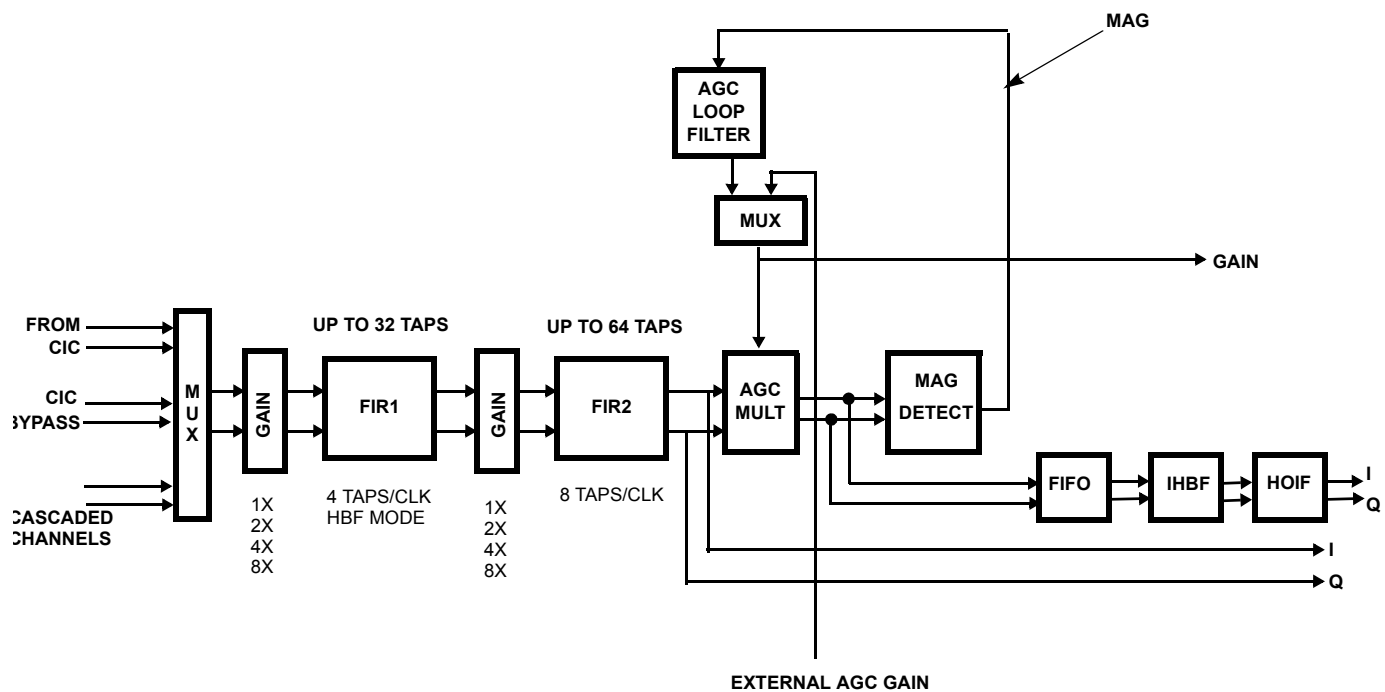 MAG
AGC
LOOP
FILTER
MUX
GAIN
FROM
CIC
CIC
BYPASS
CASCADED
CHANNELS
MUX
GAIN
1X
2X
4X
8X
UP TO 32 TAPS
FIR1
4 TAPS/CLK
HBF MODE
GAIN
1X
2X
4X
8X
UP TO 64 TAPS
FIR2
8 TAPS/CLK
AGC
MULT
MAG
DETECT
FIFO
IHBF
HOIF
I
Q
I
Q
EXTERNAL AGC GAIN